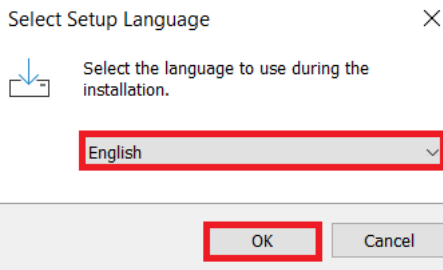 Select Setup Language
Select the language to use during the
installation.
English
OK Cancel